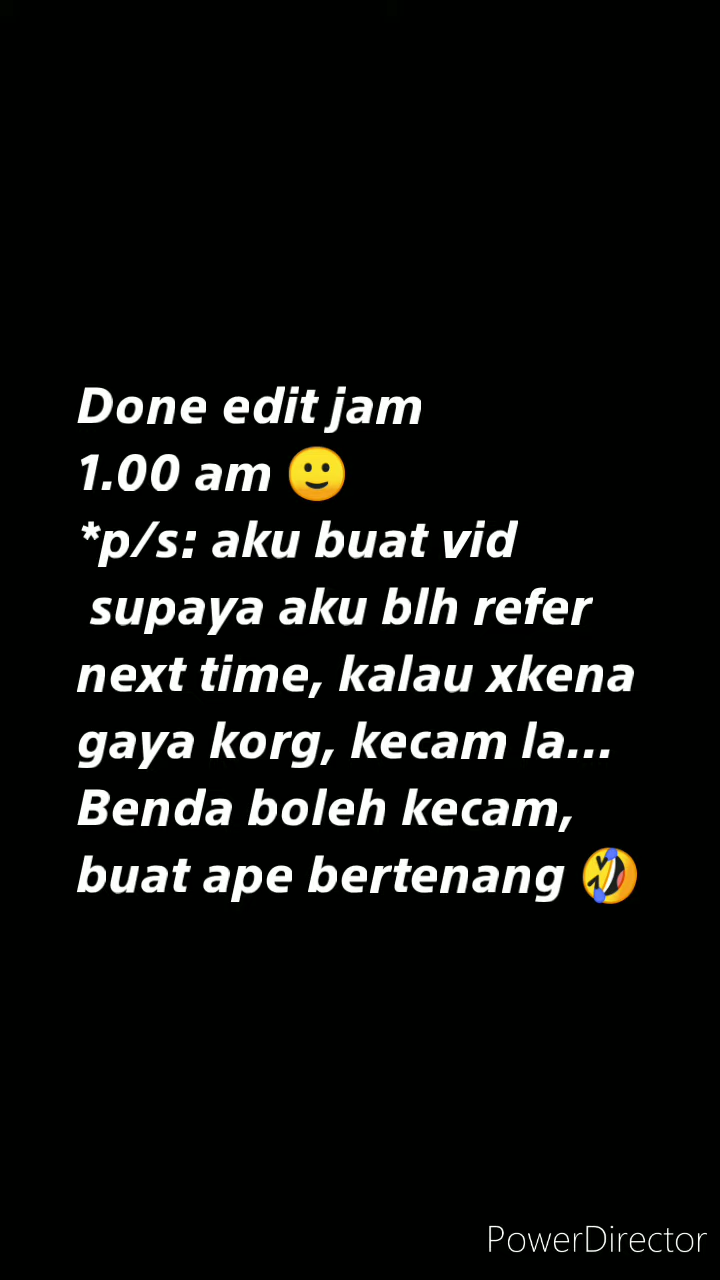 Done edit jam
1.00 am 🙂
*p/s: aku buat vid
supaya aku blh refer
next time, kalau xkena
gaya korg, kecam la...
Benda boleh kecam,
buat ape bertenang 🤣
PowerDirector